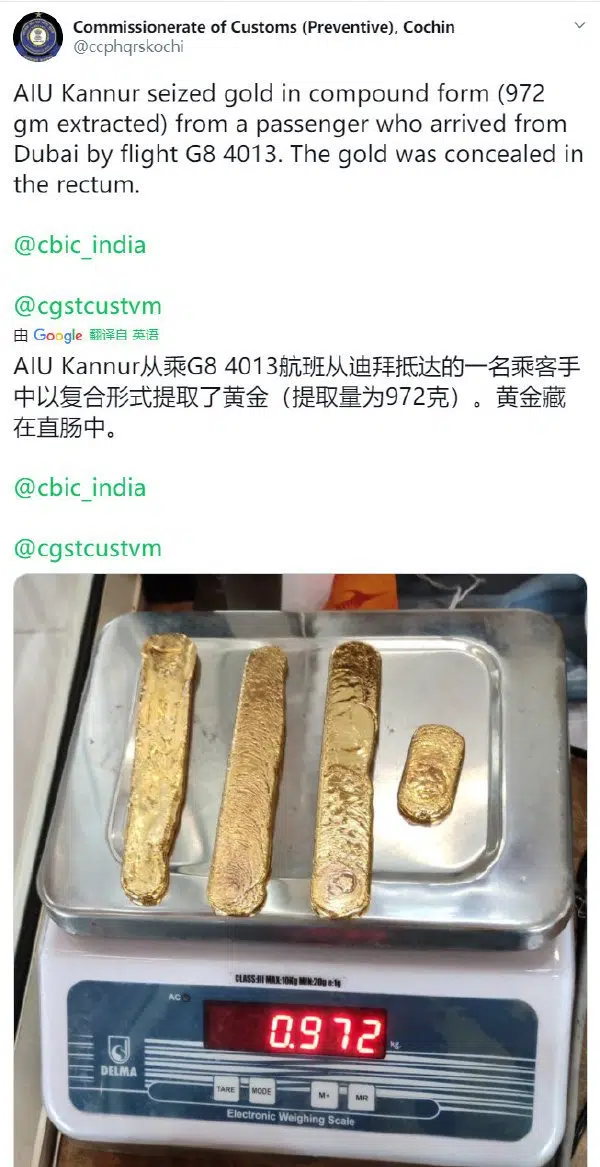 Commissionerate of Customs (Preventive), Cochin
@ccphqrskochi
AIU Kannur seized gold in compound form (972
gm extracted) from a passenger who arrived from
Dubai by flight G8 4013. The gold was concealed in
the rectum.
@cbic_india
@cgstcustvm
由 Google 翻译自 英语
AIU Kannur从乘G8 4013航班从迪拜抵达的一名乘客手
中以复合形式提取了黄金（提取量为972克）。黄金藏
在直肠中。
@cbic_india
@cgstcustvm
CLASS-III MAX:10Kg MIN:20g e:1g
AC
0.972 kg
DELMA
TARE MODE M+ MR
Electronic Weighing Scale